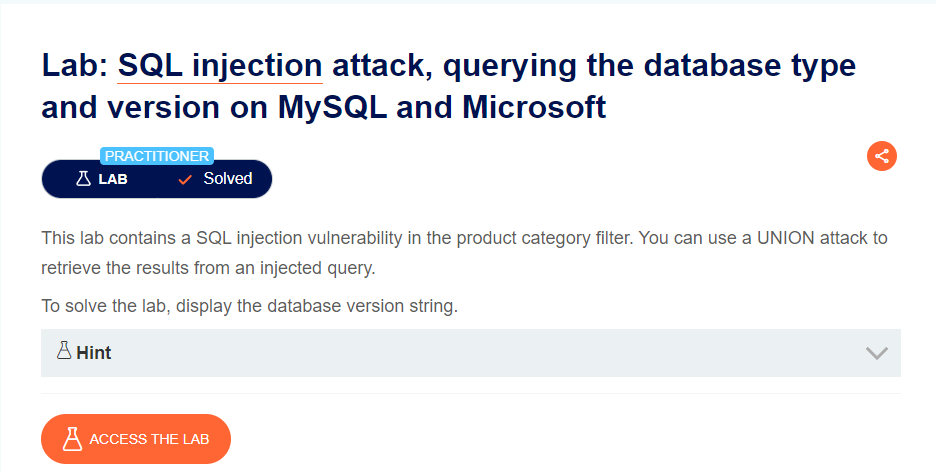 Lab: SQL injection attack, querying the database type
and version on MySQL and Microsoft
PRACTITIONER
LAB
Solved
This lab contains a SQL injection vulnerability in the product category filter. You can use a UNION attack to
retrieve the results from an injected query.
To solve the lab, display the database version string.
Hint
ACCESS THE LAB